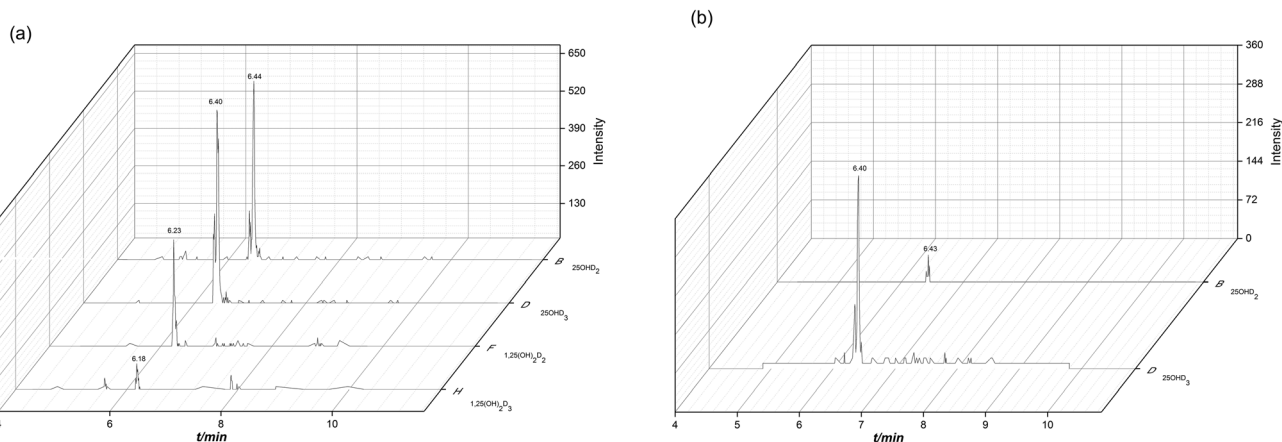 (a)
650
520
390
260
130
Intensity
6.44
6.40
6.23
6.18
B 25OHD2
D 25OHD3
F 1,25(OH)2D2
H 1,25(OH)2D3
4 6 8 10
t/min
(b)
360
288
216
144
72
0
Intensity
6.40
6.43
B 25OHD2
D 25OHD3
4 5 6 7 8 9 10
t/min